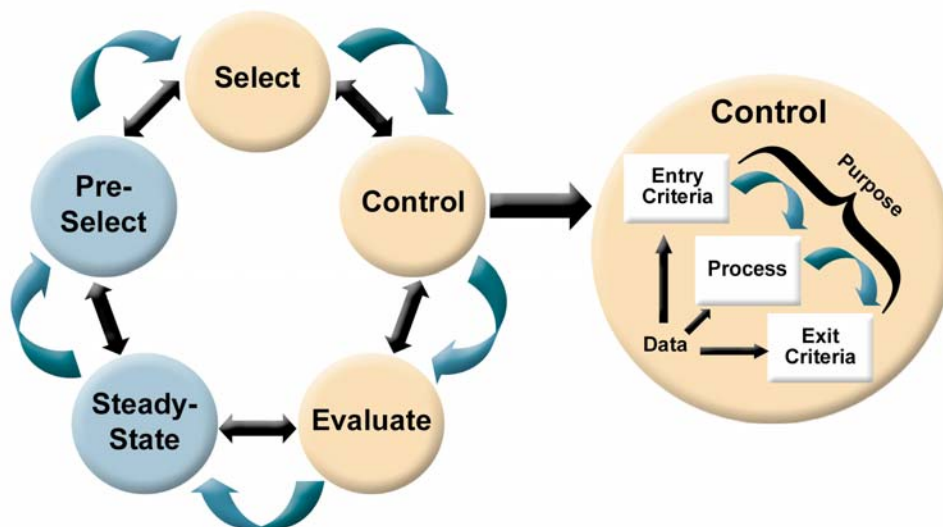 Select
Pre-
Select
Control
Steady-
State
Evaluate
Control
Entry
Criteria
Purpose
Process
Data
Exit
Criteria